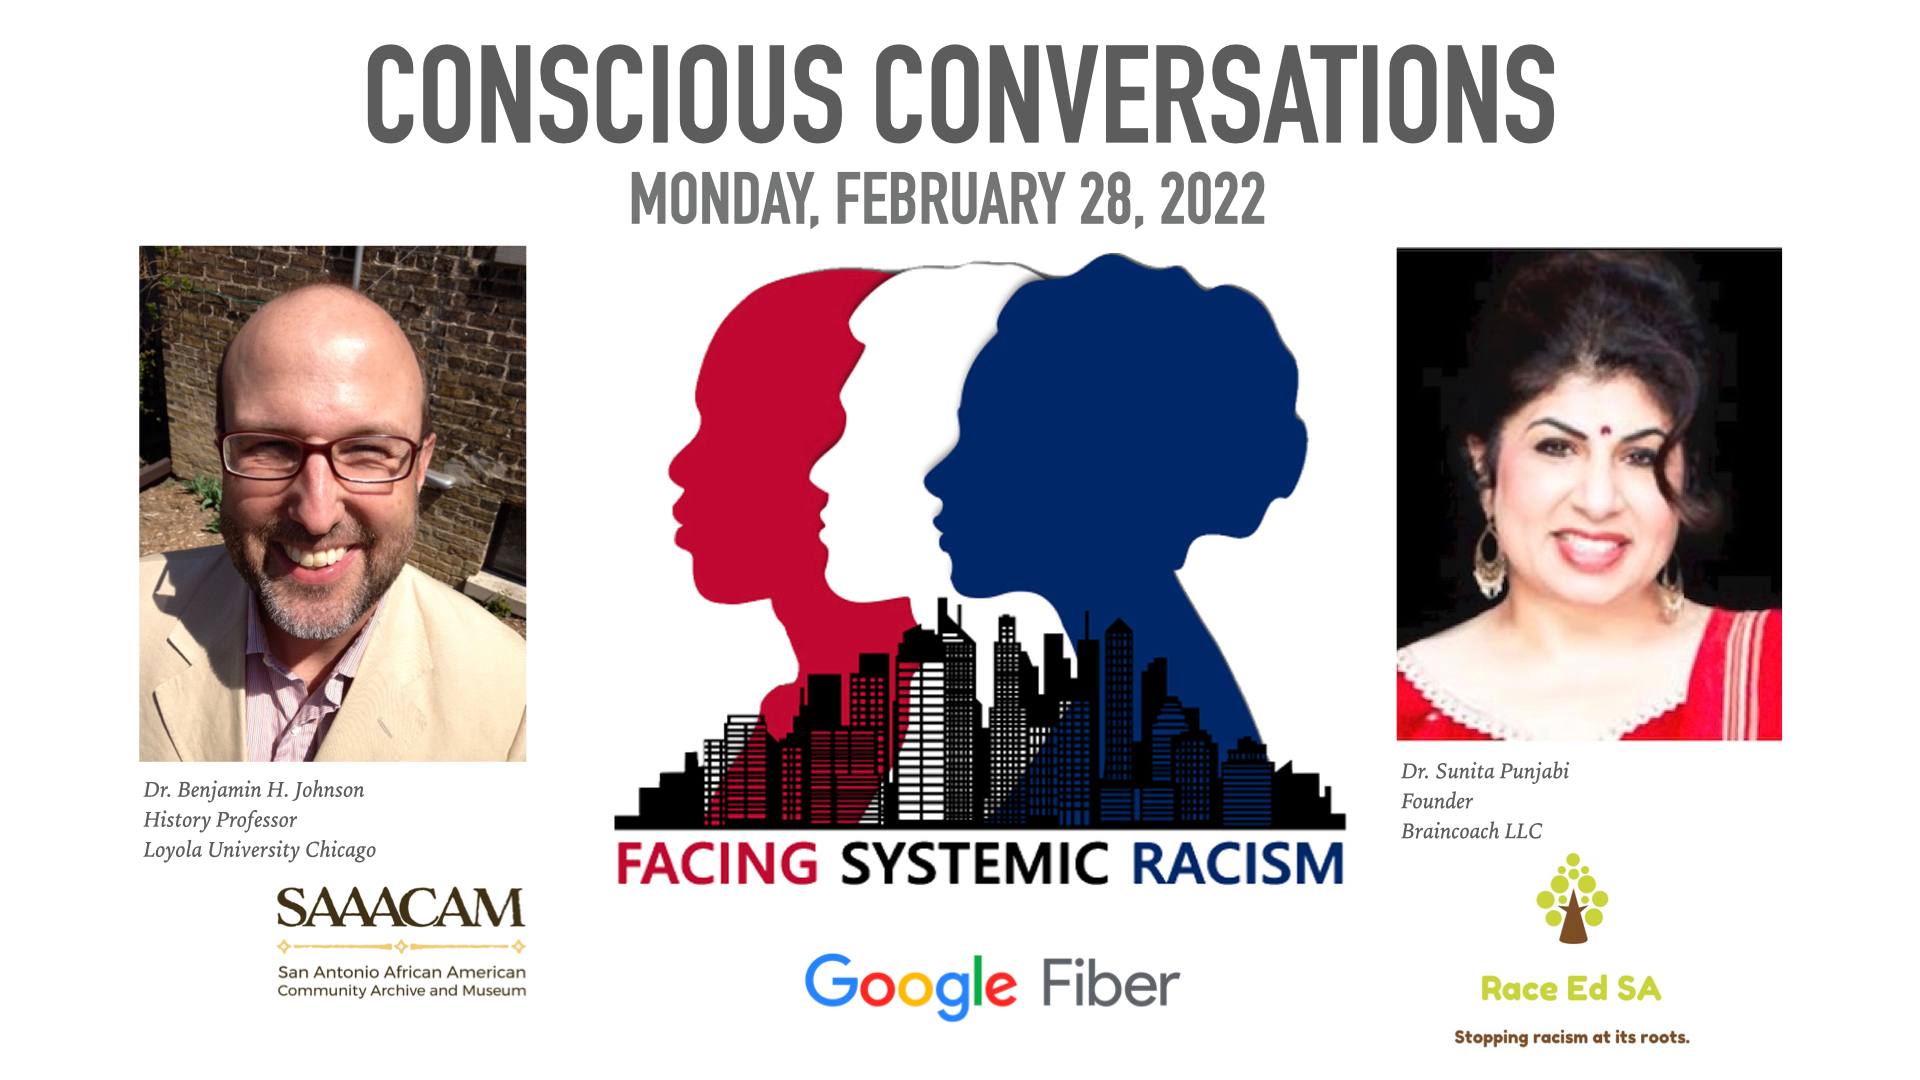 CONSCIOUS CONVERSATIONS
MONDAY, FEBRUARY 28, 2022
Dr. Benjamin H. Johnson
History Professor
Loyola University Chicago
SAAACAM
San Antonio African American
Community Archive and Museum
FACING SYSTEMIC RACISM
Google Fiber
Dr. Sunita Punjabi
Founder
Braincoach LLC
Race Ed SA
Stopping racism at its roots.